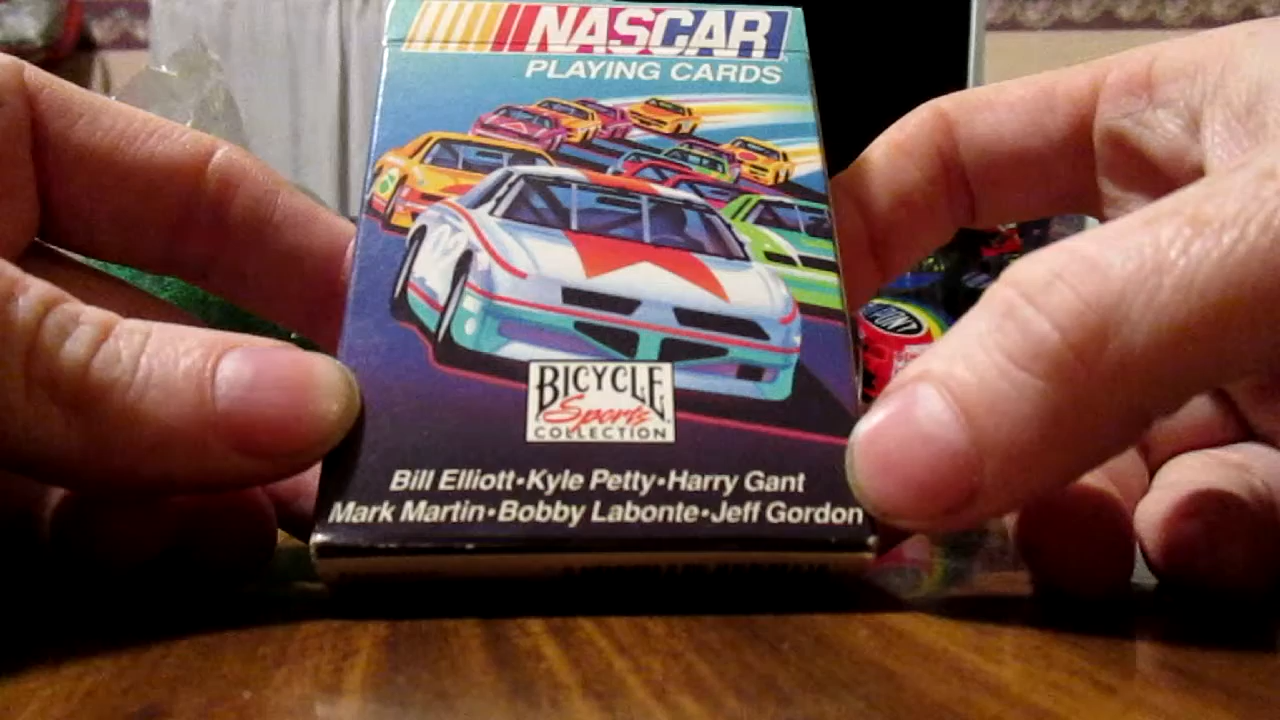 NASCAR
PLAYING CARDS
BICYCLE
Sports
COLLECTION
Bill Elliott•Kyle Petty•Harry Gant
Mark Martin•Bobby Labonte•Jeff Gordon